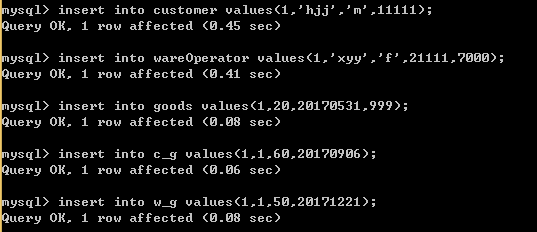 mysql> insert into customer values(1,'hjj','m',11111);
Query OK, 1 row affected (0.45 sec)
mysql> insert into wareOperator values(1,'xyy','f',21111,7000);
Query OK, 1 row affected (0.41 sec)
mysql> insert into goods values(1,20,20170531,999);
Query OK, 1 row affected (0.08 sec)
mysql> insert into c_g values(1,1,60,20170906);
Query OK, 1 row affected (0.06 sec)
mysql> insert into w_g values(1,1,50,20171221);
Query OK, 1 row affected (0.08 sec)